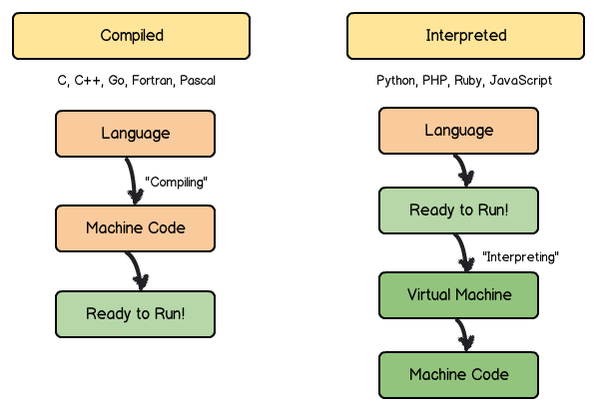 Compiled
C, C++, Go, Fortran, Pascal
Language
"Compiling"
Machine Code
Ready to Run!
Interpreted
Python, PHP, Ruby, JavaScript
Language
Ready to Run!
"Interpreting"
Virtual Machine
Machine Code